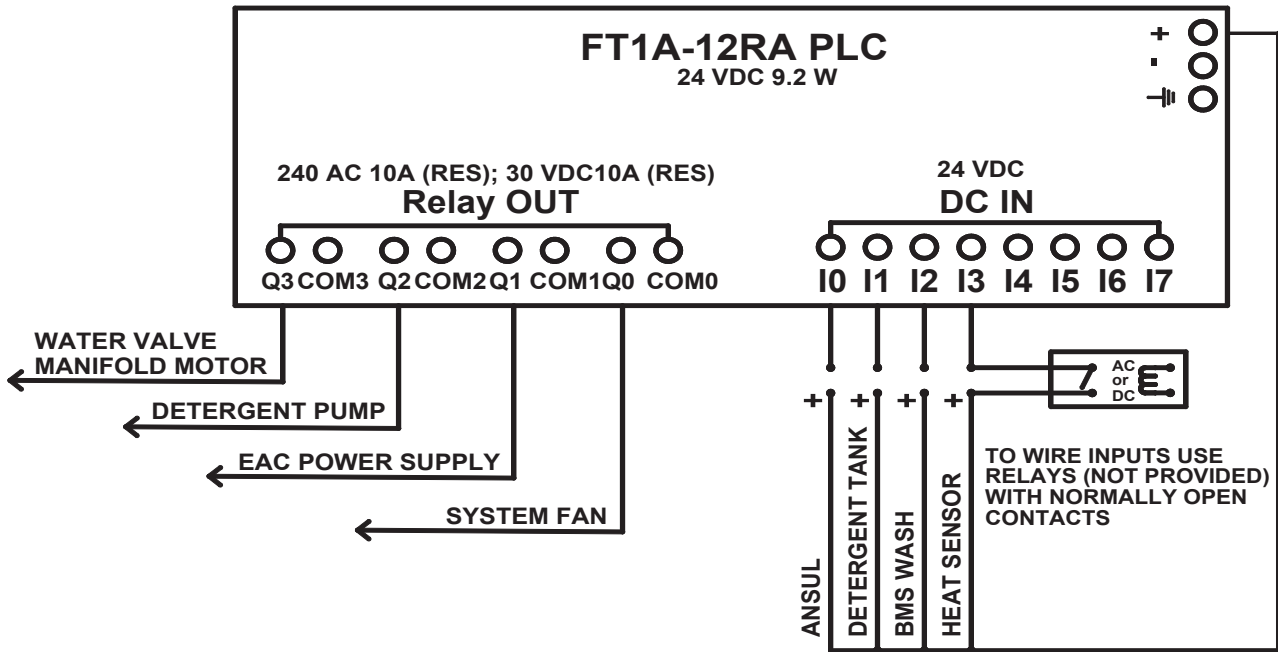 FT1A-12RA PLC
24 VDC 9.2 W
+
-
240 AC 10A (RES); 30 VDC10A (RES)
Relay OUT
24 VDC
DC IN
Q3 COM3 Q2 COM2 Q1 COM1 Q0 COM0
I0 I1 I2 I3 I4 I5 I6 I7
WATER VALVE
MANIFOLD MOTOR
DETERGENT PUMP
EAC POWER SUPPLY
SYSTEM FAN
+ + + +
ANSUL
DETERGENT TANK
BMS WASH
HEAT SENSOR
AC
or
DC
TO WIRE INPUTS USE
RELAYS (NOT PROVIDED)
WITH NORMALLY OPEN
CONTACTS